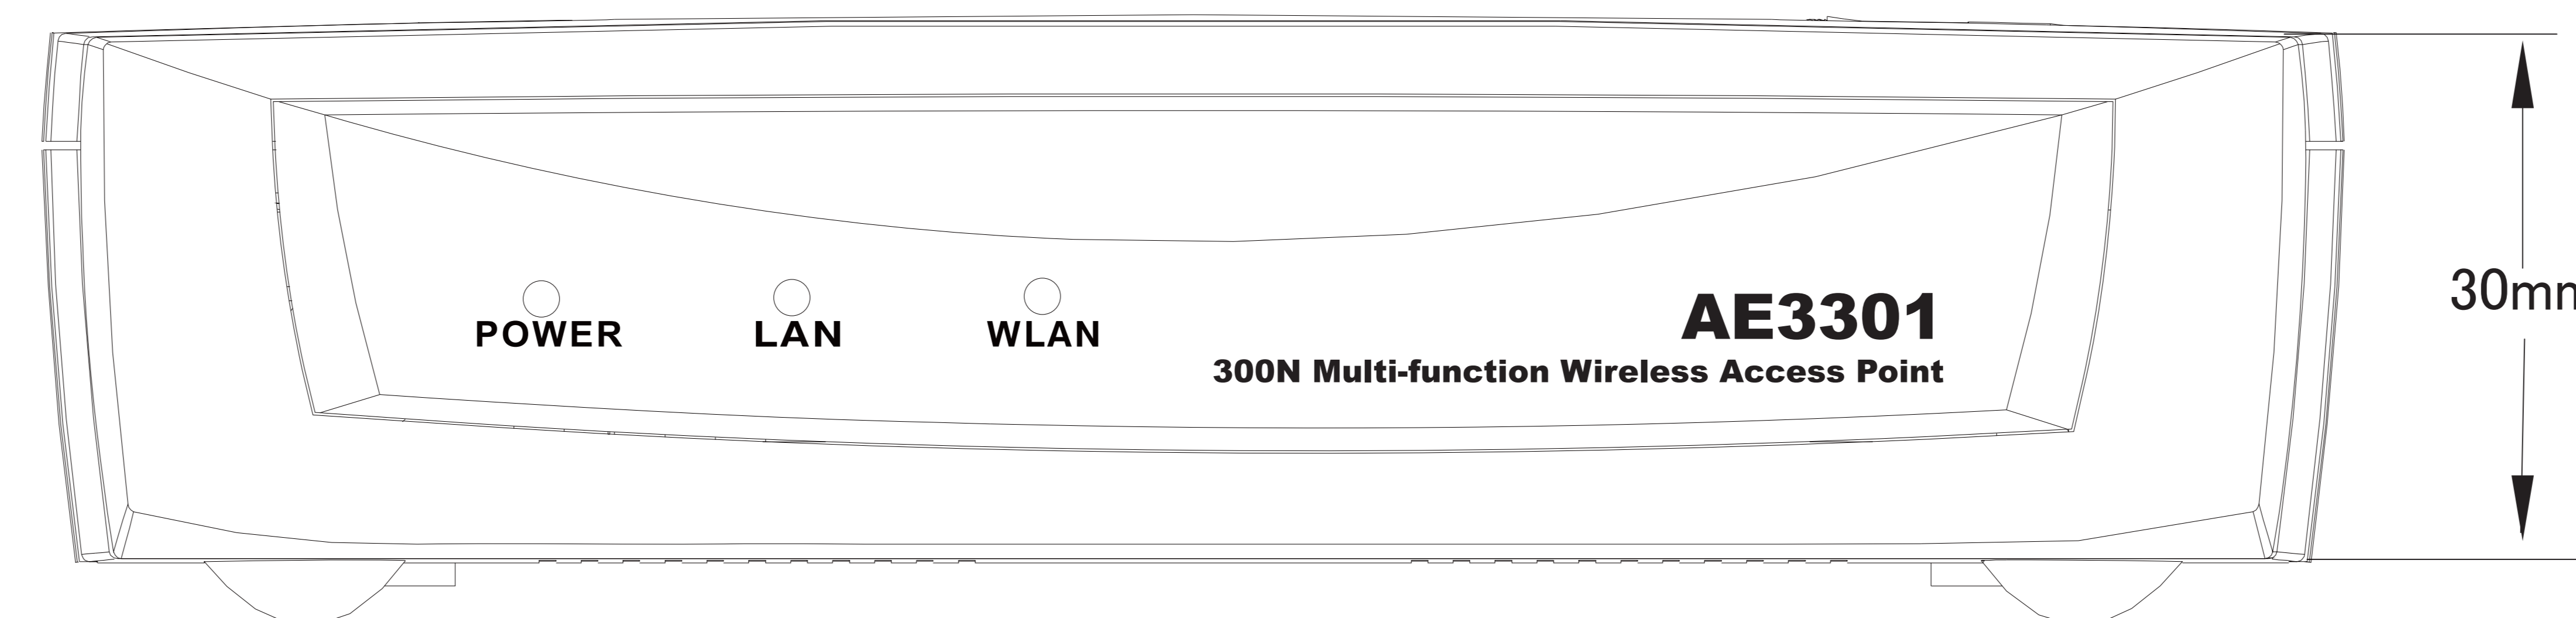 POWER LAN WLAN
AE3301
300N Multi-function Wireless Access Point
30mm